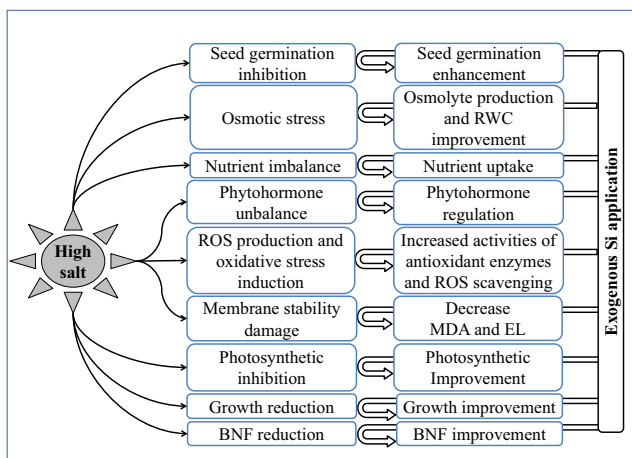 Seed germination
inhibition
Seed germination
enhancement
Osmotic stress
Osmolyte production
and RWC
improvement
Nutrient imbalance
Nutrient uptake
Phytohormone
unbalance
Phytohormone
regulation
High
salt
ROS production and
oxidative stress
induction
Increased activities of
antioxidant enzymes
and ROS scavenging
Membrane stability
damage
Decrease
MDA and EL
Photosynthetic
inhibition
Photosynthetic
Improvement
Growth reduction
Growth improvement
BNF reduction
BNF improvement
Exogenous Si application